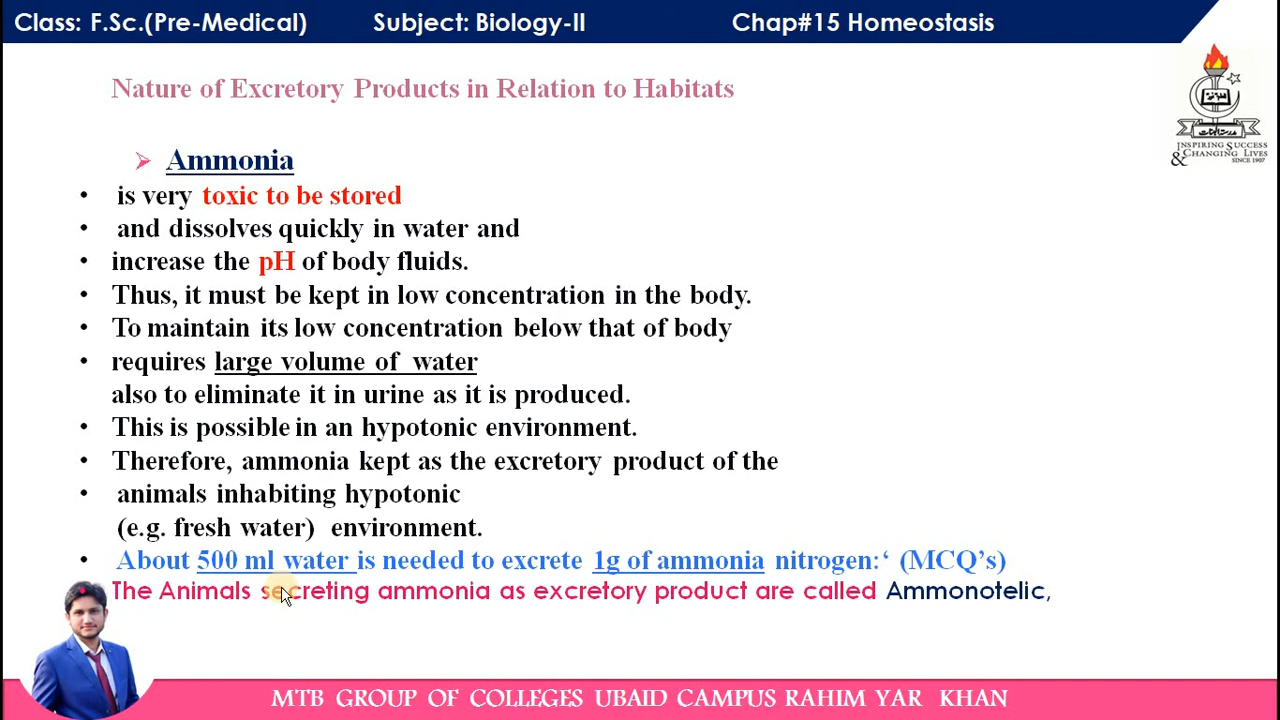 Class: F.Sc.(Pre-Medical) Subject: Biology-II Chap#15 Homeostasis
Nature of Excretory Products in Relation to Habitats
INSPIRING SUCCESS
& CHANGING LIVES
SINCE 1907
➢ Ammonia
• is very toxic to be stored
• and dissolves quickly in water and
• increase the pH of body fluids.
• Thus, it must be kept in low concentration in the body.
• To maintain its low concentration below that of body
• requires large volume of water
also to eliminate it in urine as it is produced.
• This is possible in an hypotonic environment.
• Therefore, ammonia kept as the excretory product of the
• animals inhabiting hypotonic
(e.g. fresh water) environment.
• About 500 ml water is needed to excrete 1g of ammonia nitrogen:‘ (MCQ’s)
The Animals secreting ammonia as excretory product are called Ammonotelic,
MTB GROUP OF COLLEGES UBAID CAMPUS RAHIM YAR KHAN